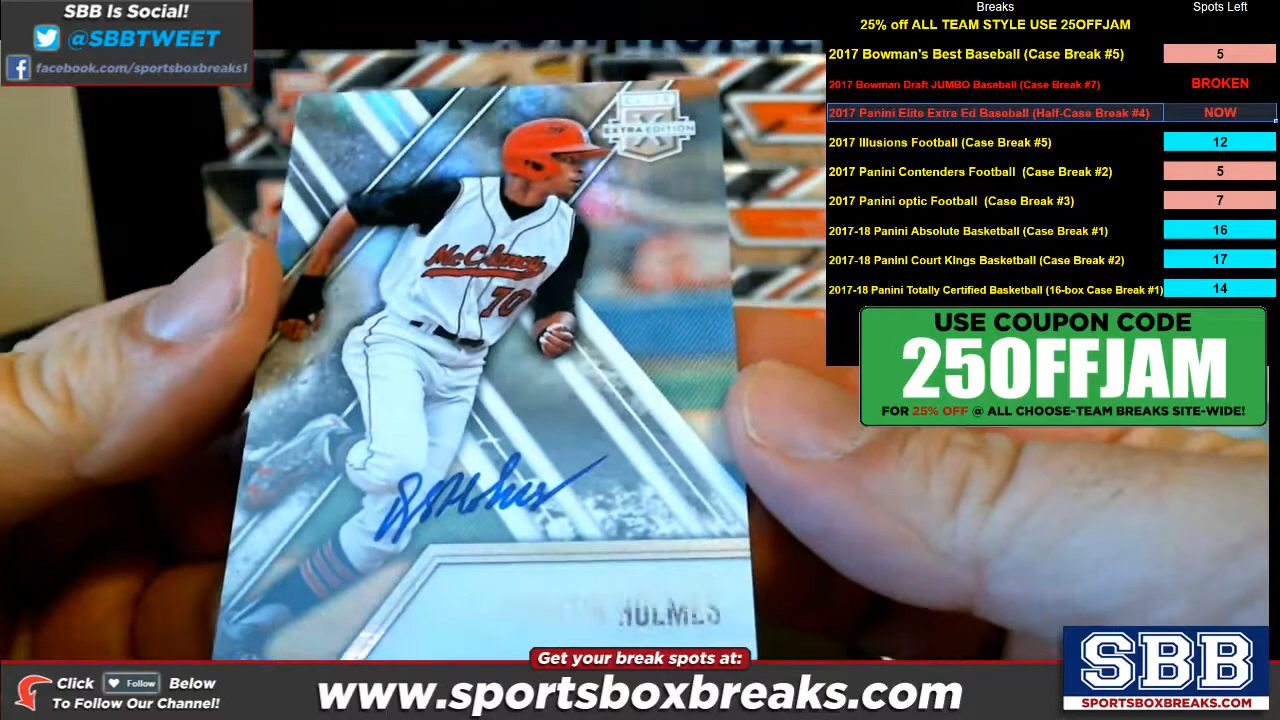 SBB Is Social!
@SBBTWEET
facebook.com/sportsboxbreaks1
Breaks Spots Left
25% off ALL TEAM STYLE USE 25OFFJAM
2017 Bowman's Best Baseball (Case Break #5) 5
2017 Bowman Draft JUMBO Baseball (Case Break #7) BROKEN
2017 Panini Elite Extra Ed Baseball (Half-Case Break #4) NOW
2017 Illusions Football (Case Break #5) 12
2017 Panini Contenders Football (Case Break #2) 5
2017 Panini optic Football (Case Break #3) 7
2017-18 Panini Absolute Basketball (Case Break #1) 16
2017-18 Panini Court Kings Basketball (Case Break #2) 17
2017-18 Panini Totally Certified Basketball (16-box Case Break #1) 14
USE COUPON CODE
25OFFJAM
FOR 25% OFF @ ALL CHOOSE-TEAM BREAKS SITE-WIDE!
EXTRA EDITION
70
HOLMES
Get your break spots at:
www.sportsboxbreaks.com
Click Follow Below
To Follow Our Channel!
SBB
SPORTSBOXBREAKS.COM